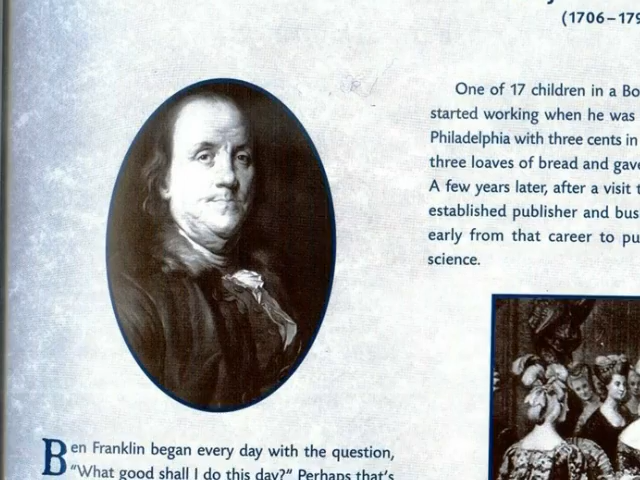 (1706–179
One of 17 children in a Bo
started working when he was
Philadelphia with three cents in
three loaves of bread and gave
A few years later, after a visit t
established publisher and bus
early from that career to pu
science.
Ben Franklin began every day with the question,
"What good shall I do this day?" Perhaps that's